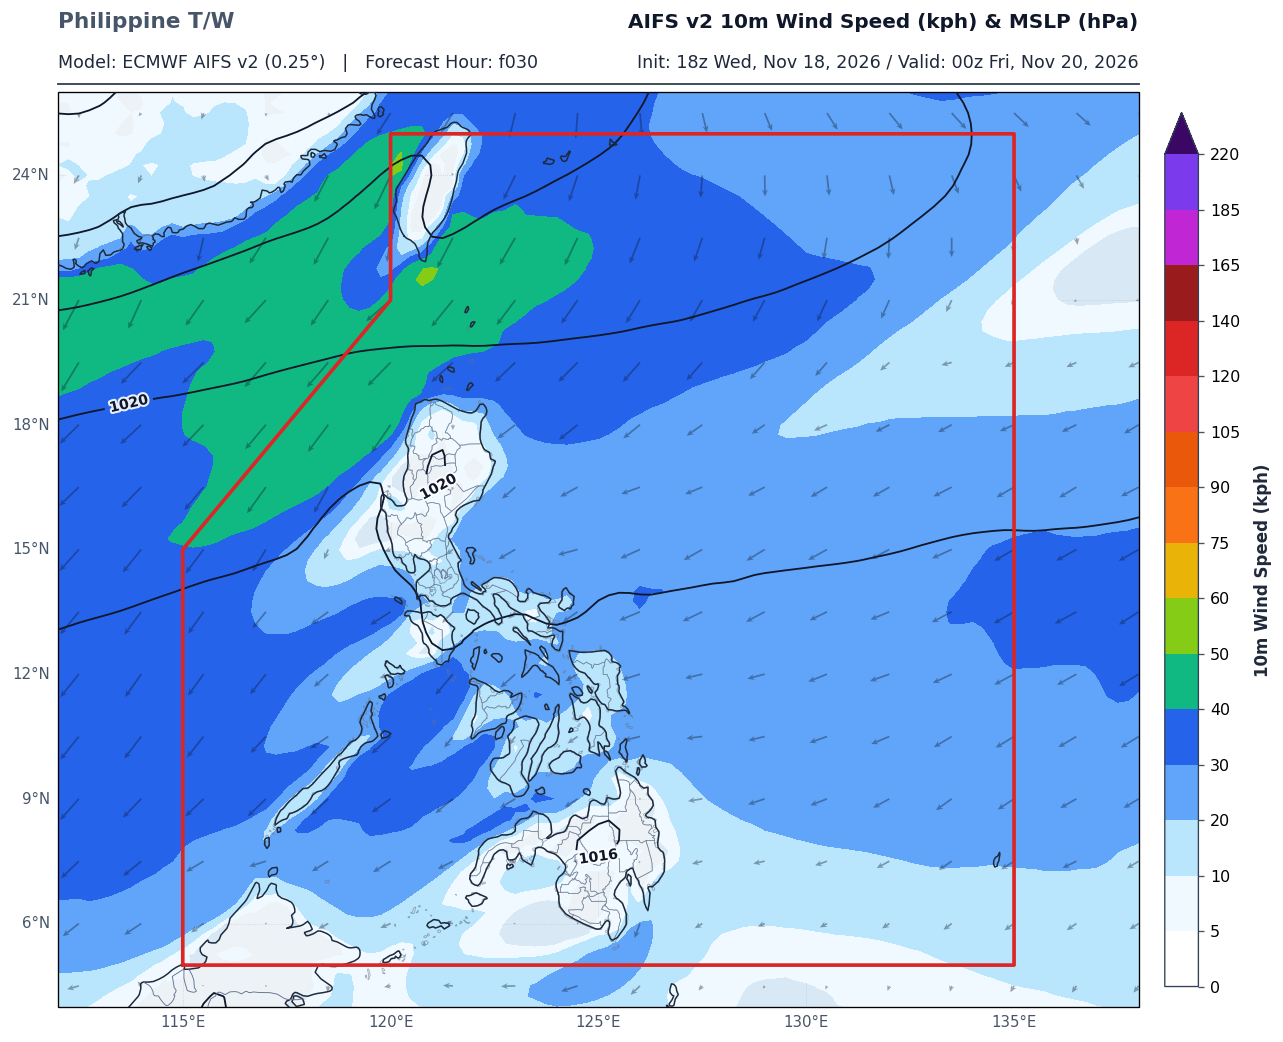 Philippine T/W
AIFS v2 10m Wind Speed (kph) & MSLP (hPa)
Model: ECMWF AIFS v2 (0.25°) | Forecast Hour: f030
Init: 18z Wed, Nov 18, 2026 / Valid: 00z Fri, Nov 20, 2026
24°N
21°N
18°N
15°N
12°N
9°N
6°N
115°E
120°E
125°E
130°E
135°E
1020
1020
1016
220
185
165
140
120
105
90
75
60
50
40
30
20
10
5
0
10m Wind Speed (kph)